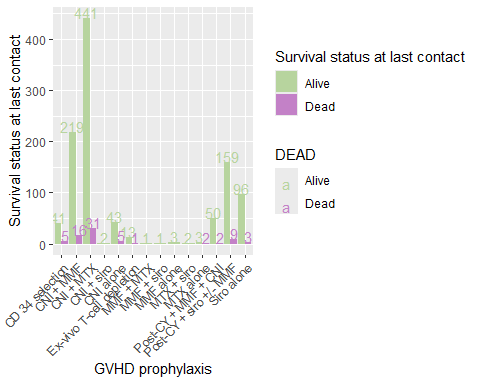 Survival status at last contact
400
300
200
100
0
41
5
219
16
441
31
2
43
5
13
1
1
1
3
2
3
2
50
2
159
9
96
3
CD 34 selection
CNI + MMF
CNI + MTX
CNI + siro
CNI alone
Ex-vivo T-cell depletion
MMF + MTX
MMF + siro
MMF alone
MTX + siro
MTX alone
Post-CY + MMF + CNI
Post-CY + siro +/- MMF
Siro alone
GVHD prophylaxis
Survival status at last contact
Alive
Dead
DEAD
a Alive
a Dead